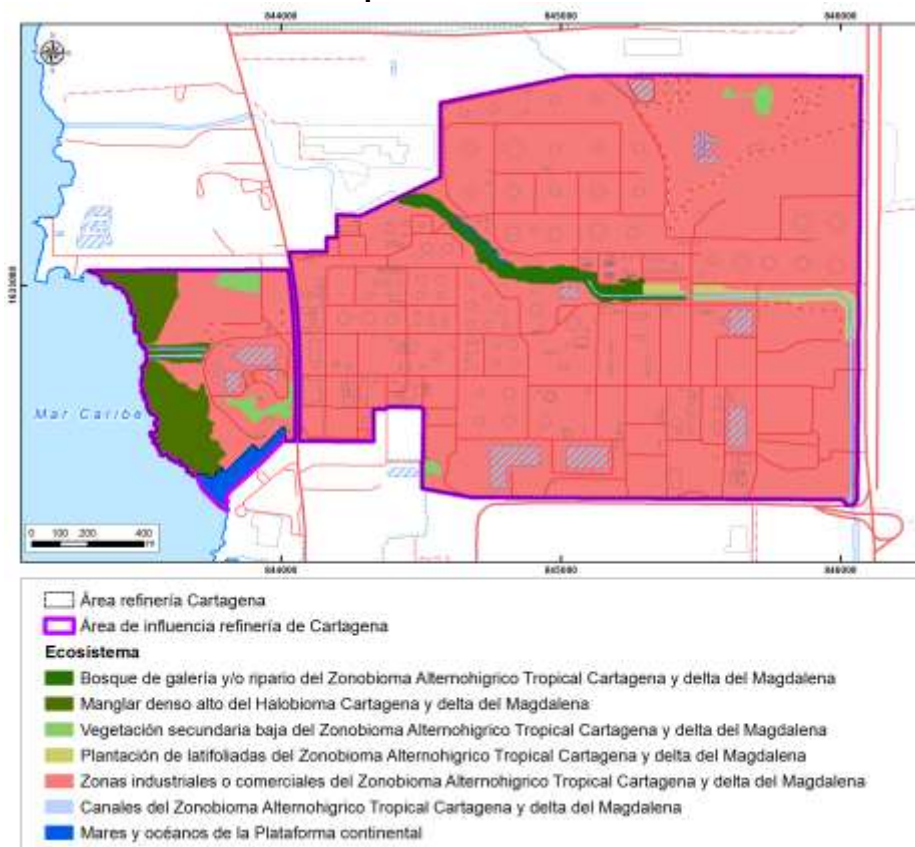 844000 845000 846000
1633000
Mar Caribe
0 100 200 400
m
844000 845000 846000
Área refinería Cartagena
Área de influencia refinería de Cartagena
Ecosistema
Bosque de galería y/o ripario del Zonobioma Alternohigrico Tropical Cartagena y delta del Magdalena
Manglar denso alto del Halobioma Cartagena y delta del Magdalena
Vegetación secundaria baja del Zonobioma Alternohigrico Tropical Cartagena y delta del Magdalena
Plantación de latifoliadas del Zonobioma Alternohigrico Tropical Cartagena y delta del Magdalena
Zonas industriales o comerciales del Zonobioma Alternohigrico Tropical Cartagena y delta del Magdalena
Canales del Zonobioma Alternohigrico Tropical Cartagena y delta del Magdalena
Mares y océanos de la Plataforma continental